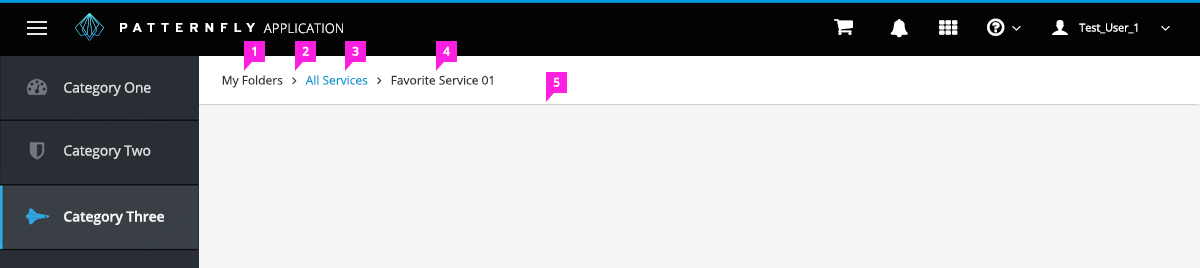 PATTERNFLY APPLICATION
Test_User_1
1 2 3 4
My Folders > All Services > Favorite Service 01
5
Category One
Category Two
Category Three